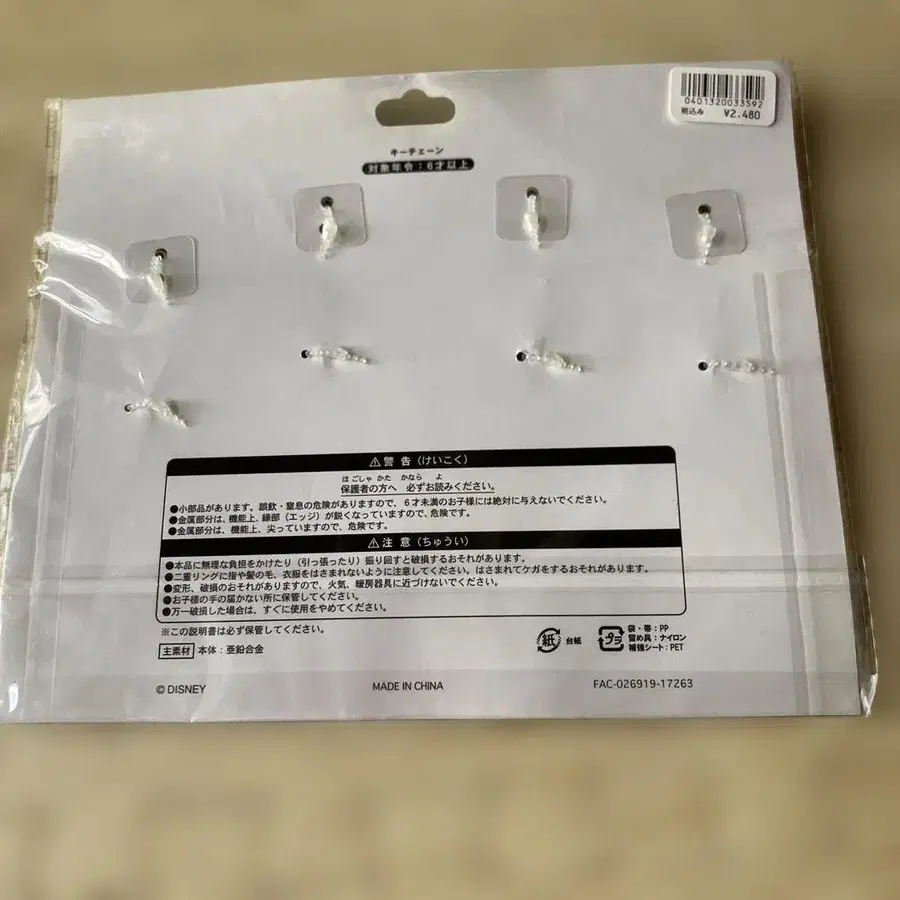 0401320033592
税込み ¥2,480
キーチェーン
対象年令：6才以上
⚠警 告（けいこく）
ほごしゃ かた かなら よ
保護者の方へ 必ずお読みください。
●小部品があります。誤飲・窒息の危険がありますので、6才未満のお子様には絶対に与えないでください。
●金属部分は、機能上、縁部（エッジ）が鋭くなっていますので、危険です。
●金属部分は、機能上、尖っていますので、危険です。
⚠注 意（ちゅうい）
●本品に無理な負担をかけたり（引っ張ったり）振り回すと破損するおそれがあります。
●二重リングに指や髪の毛、衣服をはさまれないように注意してください。はさまれてケガをするおそれがあります。
●変形、破損のおそれがありますので、火気、暖房器具に近づけないでください。
●お子様の手の届かない所に保管してください。
●万一破損した場合は、すぐに使用をやめてください。
※この説明書は必ず保管してください。
主素材 本体：亜鉛合金
紙 台紙
プラ 袋・帯：PP
留め具：ナイロン
補強シート：PET
© DISNEY
MADE IN CHINA
FAC-026919-17263